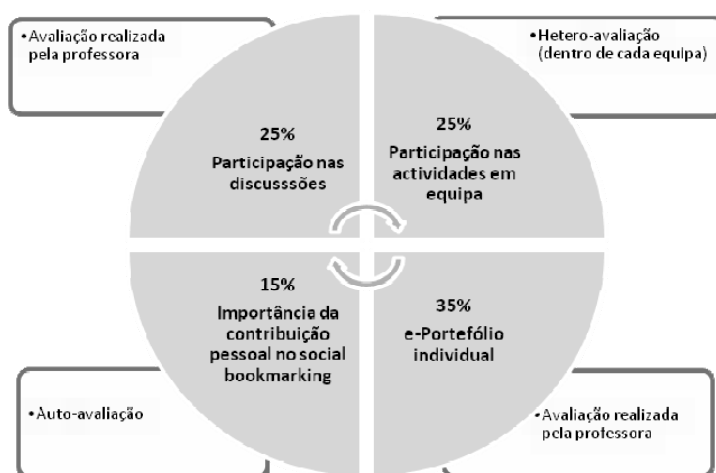 •Avaliação realizada
pela professora
•Hetero-avaliação
(dentro de cada equipa)
25%
Participação nas
discusssões
25%
Participação nas
actividades em
equipa
15%
Importância da
contribuição
pessoal no social
bookmarking
35%
e-Portefólio
individual
•Auto-avaliação
•Avaliação realizada
pela professora